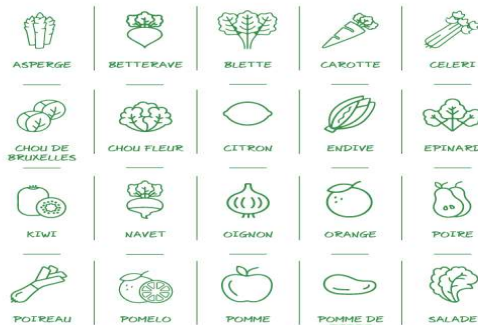 ASPERGE
BETTERAVE
BLETTE
CAROTTE
CELERI
CHOU DE
BRUXELLES
CHOU FLEUR
CITRON
ENDIVE
EPINARD
KIWI
NAVET
OIGNON
ORANGE
POIRE
POIREAU
POMELO
POMME
POMME DE
SALADE